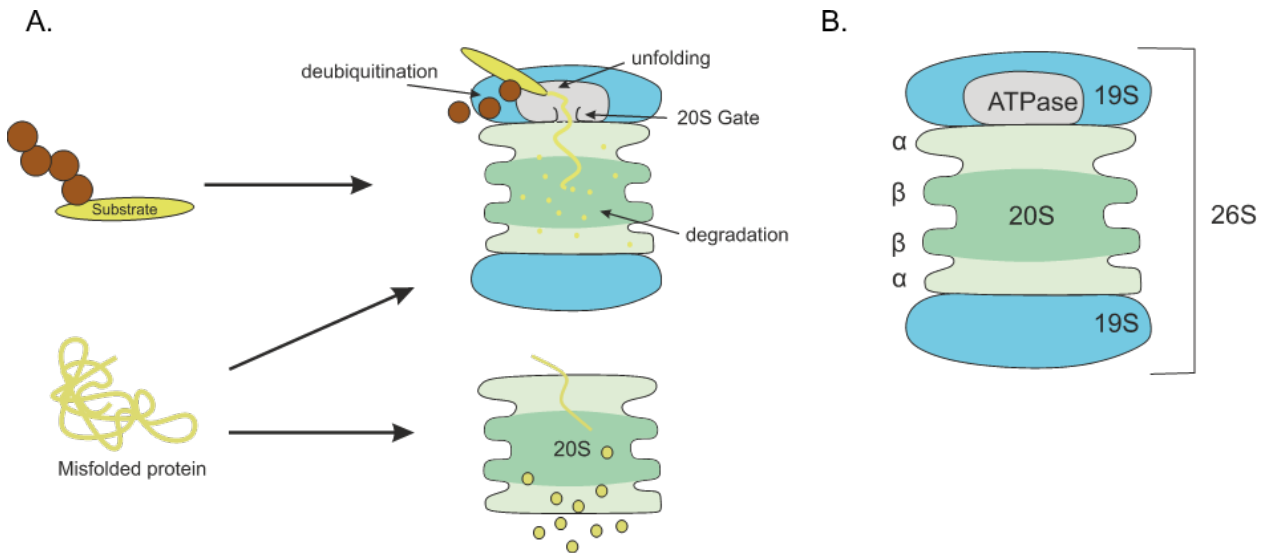 A.
deubiquitination
unfolding
20S Gate
Substrate
degradation
Misfolded protein
20S
B.
ATPase
19S
α
β
20S
β
α
19S
26S